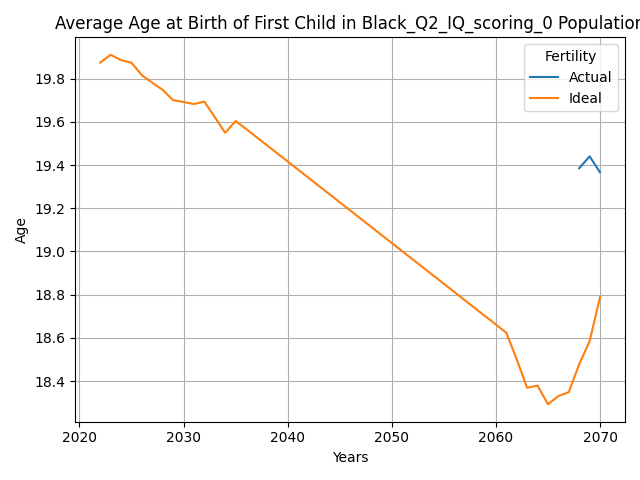 Average Age at Birth of First Child in Black_Q2_IQ_scoring_0 Population
Fertility
Actual
Ideal
Age
19.8
19.6
19.4
19.2
19.0
18.8
18.6
18.4
2020 2030 2040 2050 2060 2070
Years